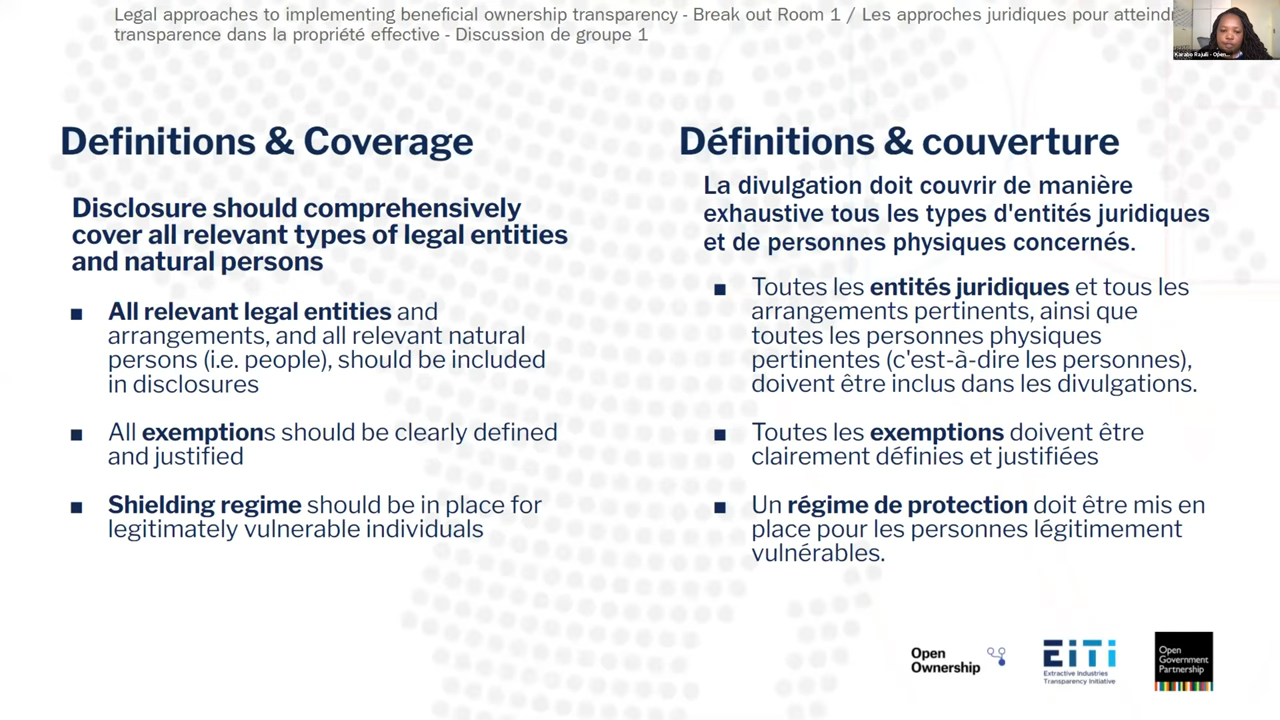 Legal approaches to implementing beneficial ownership transparency - Break out Room 1 / Les approches juridiques pour atteindr
transparence dans la propriété effective - Discussion de groupe 1
Karabo Rajuili - Open...
Definitions & Coverage
Disclosure should comprehensively
cover all relevant types of legal entities
and natural persons
■ All relevant legal entities and
arrangements, and all relevant natural
persons (i.e. people), should be included
in disclosures
■ All exemptions should be clearly defined
and justified
■ Shielding regime should be in place for
legitimately vulnerable individuals
Définitions & couverture
La divulgation doit couvrir de manière
exhaustive tous les types d'entités juridiques
et de personnes physiques concernés.
■ Toutes les entités juridiques et tous les
arrangements pertinents, ainsi que
toutes les personnes physiques
pertinentes (c'est-à-dire les personnes),
doivent être inclus dans les divulgations.
■ Toutes les exemptions doivent être
clairement définies et justifiées
■ Un régime de protection doit être mis en
place pour les personnes légitimement
vulnérables.
Open
Ownership
EITI
Extractive Industries
Transparency Initiative
Open
Government
Partnership